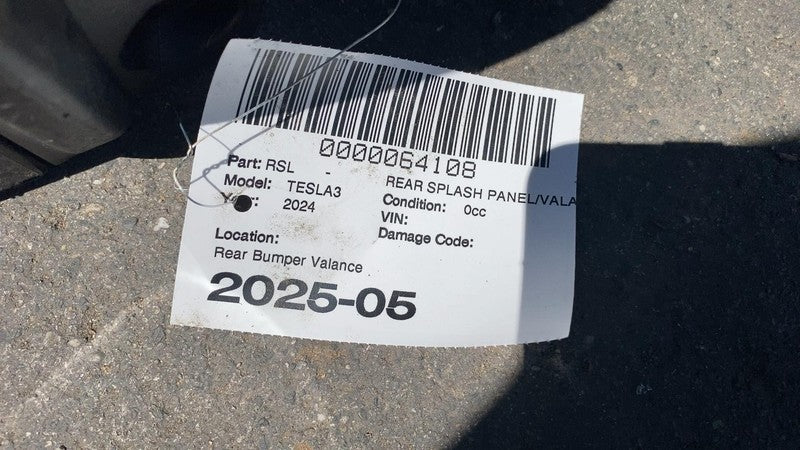 0000064108
Part: RSL - REAR SPLASH PANEL/VALA
Model: TESLA3 Condition: 0cc
2024 VIN:
Damage Code:
Location:
Rear Bumper Valance
2025-05